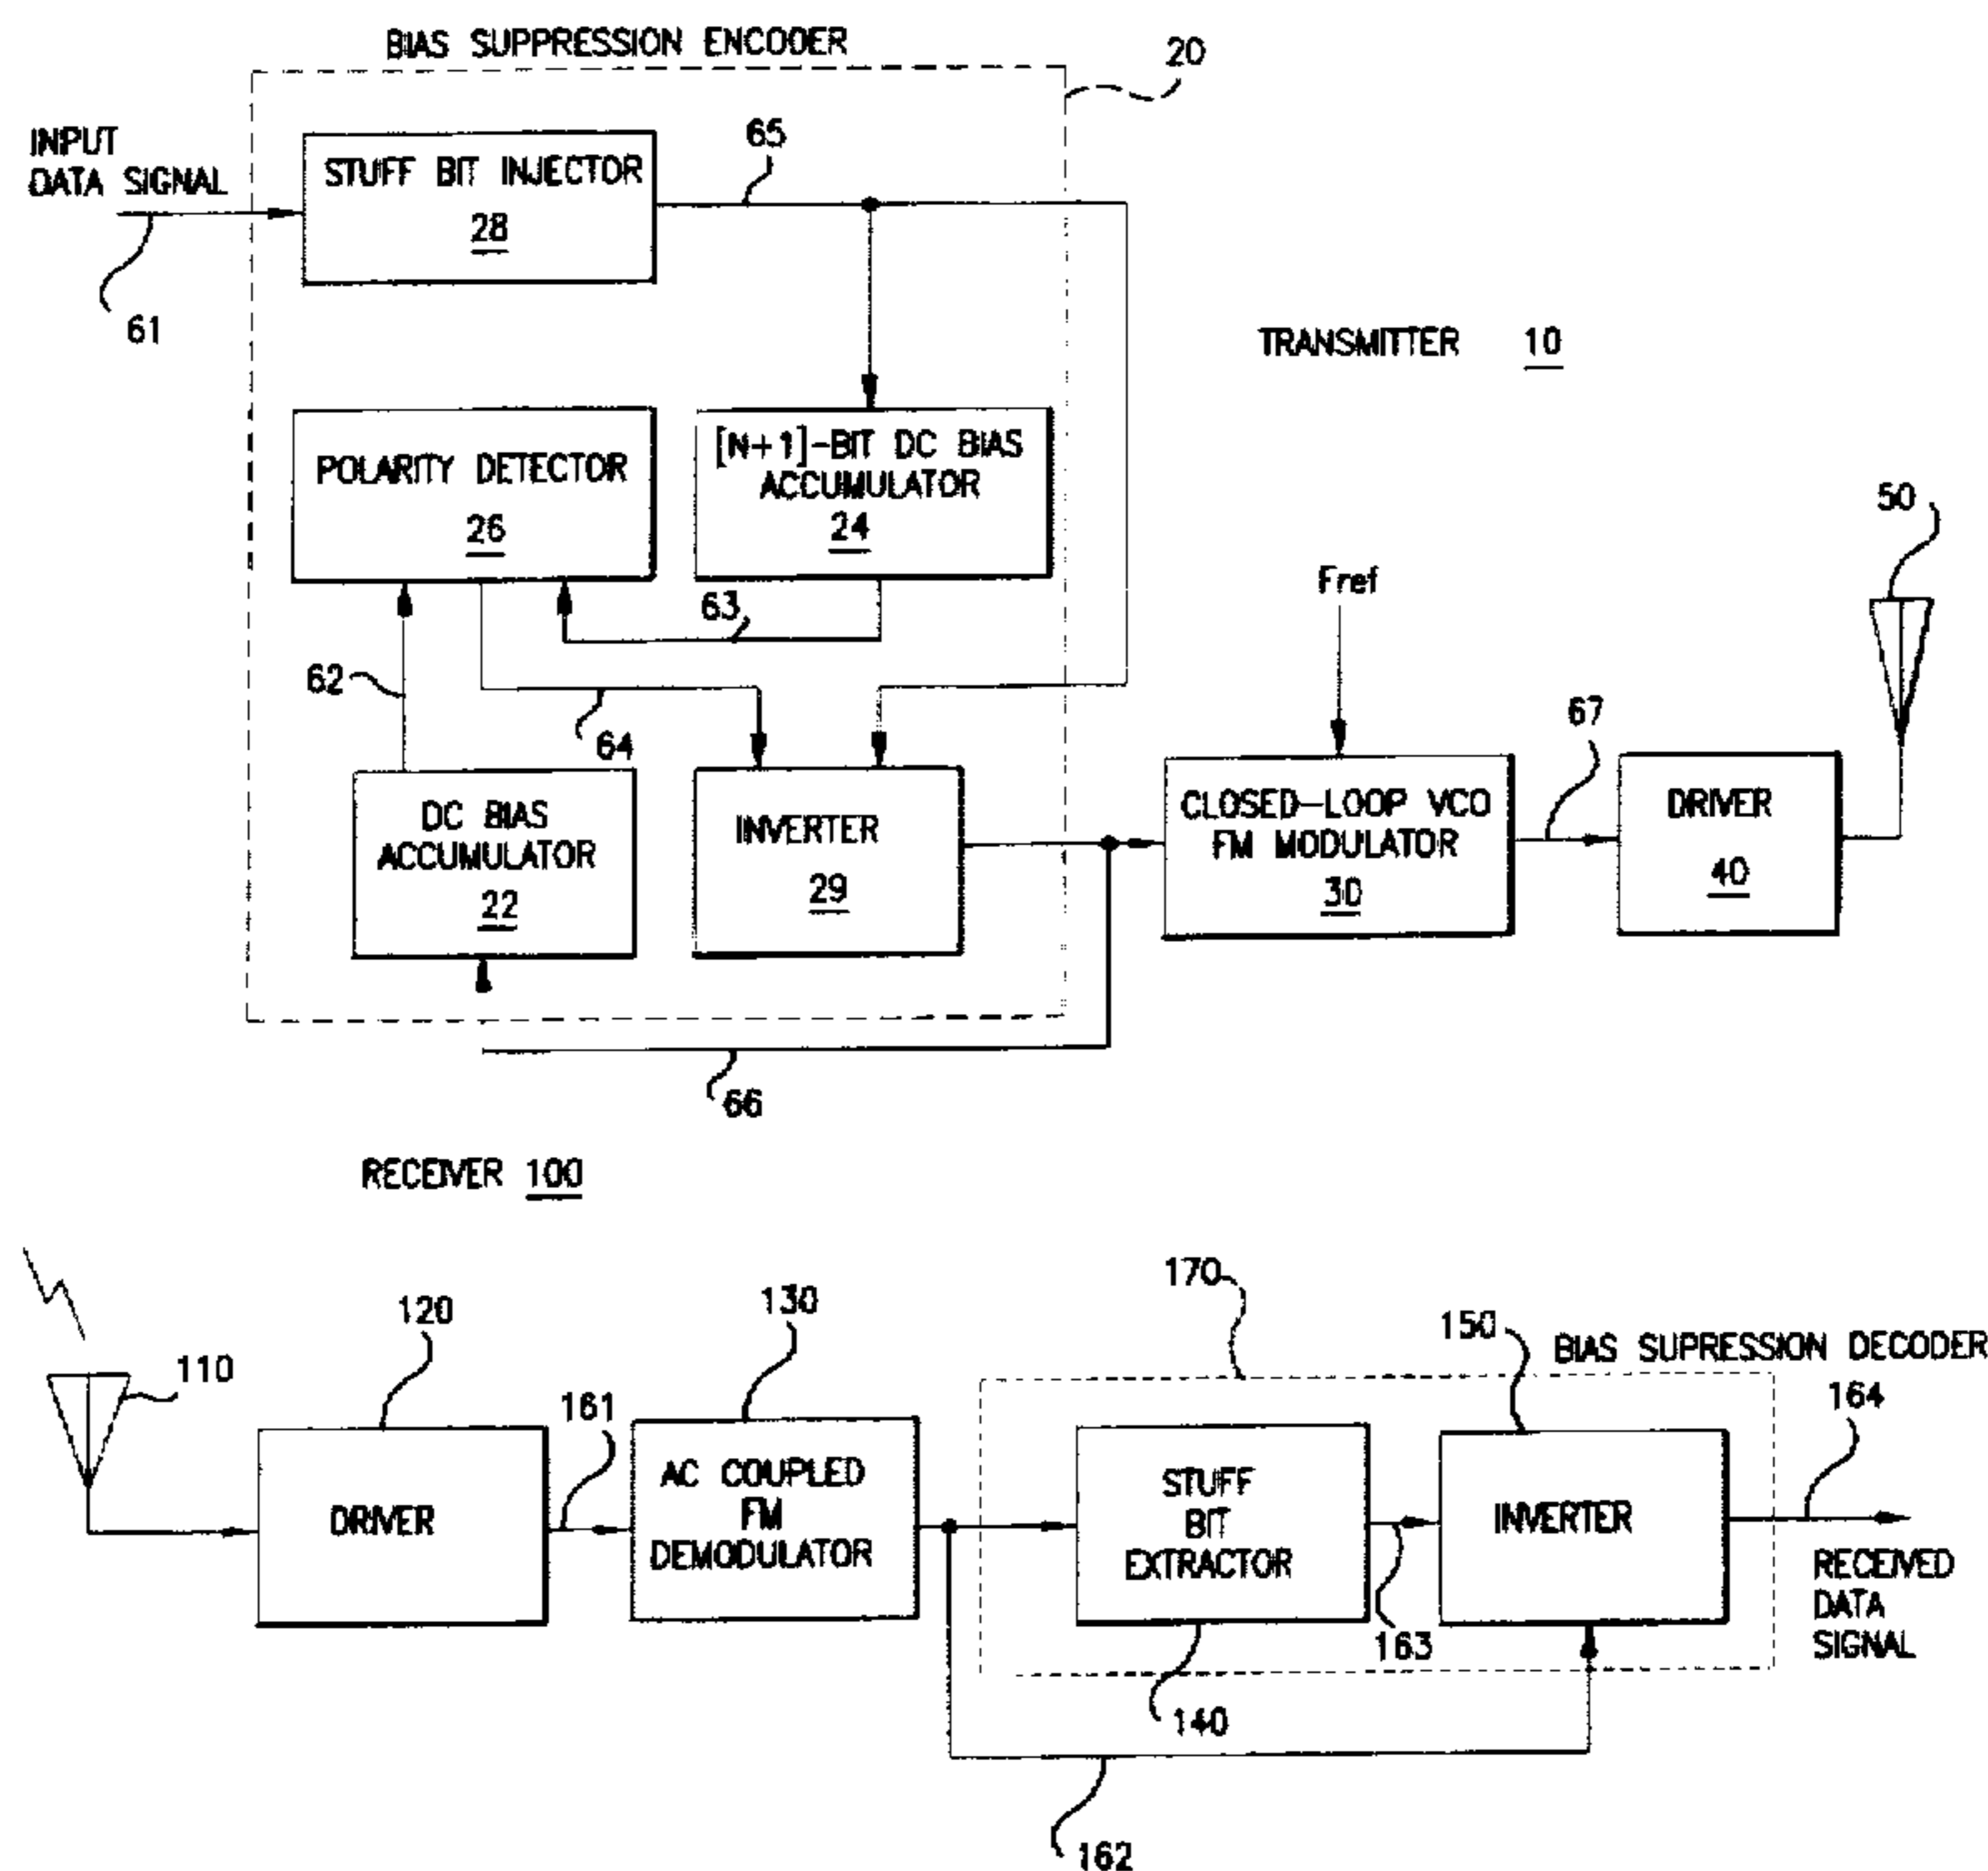 BIAS SUPPRESSION ENCODER
20
INPUT
DATA SIGNAL
61
STUFF BIT INJECTOR
28
65
TRANSMITTER 10
POLARITY DETECTOR
26
[N+1]-BIT DC BIAS
ACCUMULATOR
24
63
62
64
Fref
50
67
DC BIAS
ACCUMULATOR
22
INVERTER
29
CLOSED-LOOP VCO
FM MODULATOR
30
DRIVER
40
66
RECEIVER 100
110
120
DRIVER
161
130
AC COUPLED
FM
DEMODULATOR
170
150
BIAS SUPRESSION DECODER
164
STUFF
BIT
EXTRACTOR
INVERTER
163
140
162
RECEIVED
DATA
SIGNAL